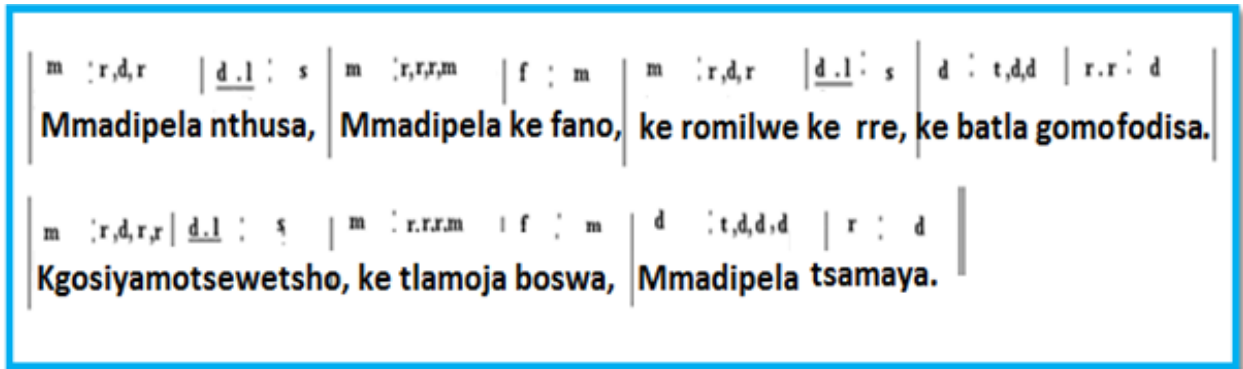 | m :r,d,r | d.l : s | m :r,r,r,m | f : m | m :r,d,r | d.l : s | d : t,d,d | r.r : d |
Mmadipela nthusa, Mmadipela ke fano, ke romilwe ke rre, ke batla gomofodisa.
| m :r,d,r,r | d.l : s | m : r.r.r.m | f : m | d :t,d,d,d | r : d |
Kgosiyamotsewetsho, ke tlamoja boswa, Mmadipela tsamaya.